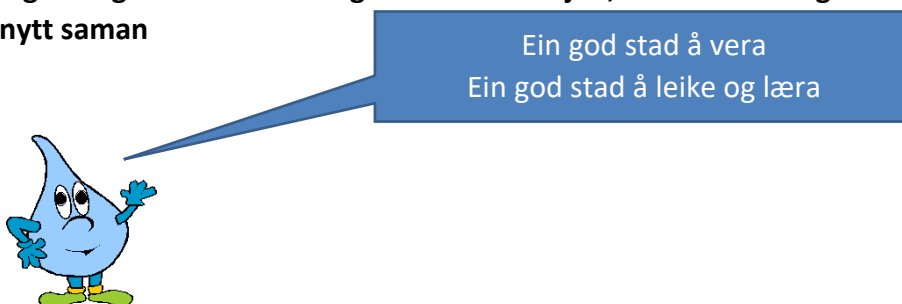 nytt saman
Ein god stad å vera
Ein god stad å leike og læra